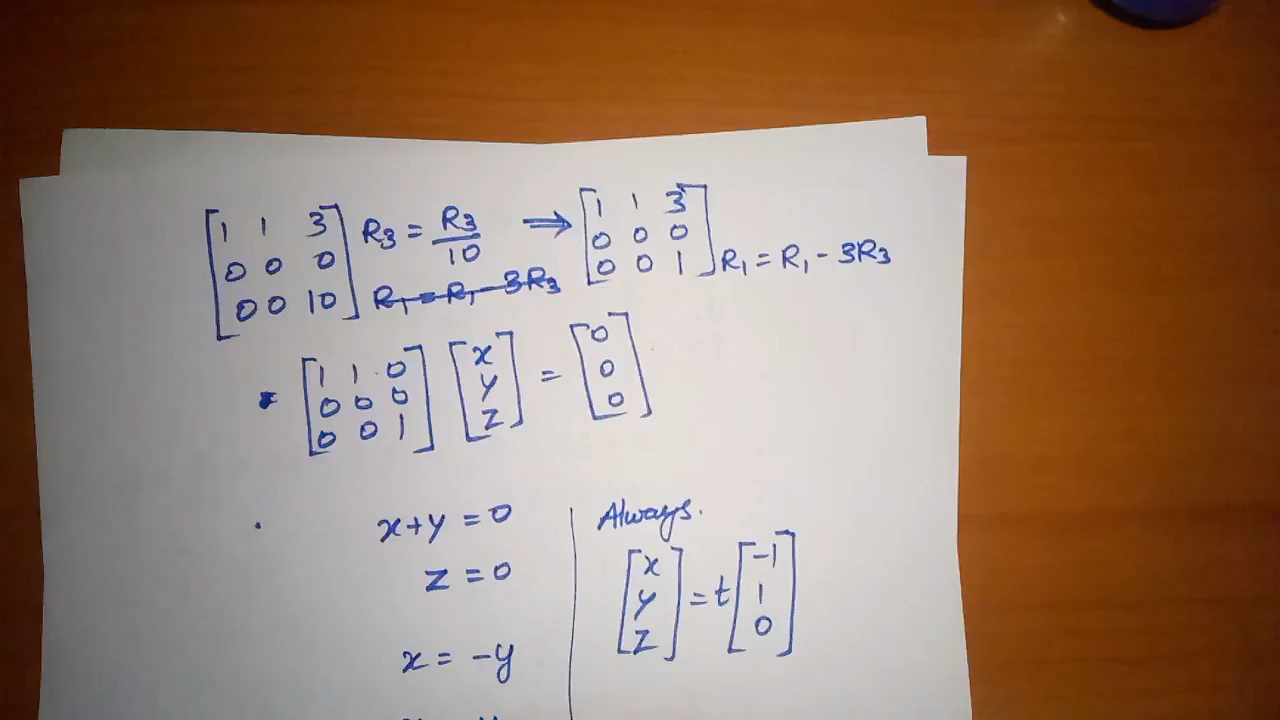 [1 1 3; 0 0 0; 0 0 10] R3 = R3/10 ⇒ [1 1 3; 0 0 0; 0 0 1] R1 = R1 - 3R3
R1 = R1 - 3R3
[1 1 0; 0 0 0; 0 0 1] [x; y; z] = [0; 0; 0]
x+y = 0
z = 0
x = -y
Always.
[x; y; z] = t [-1; 1; 0]